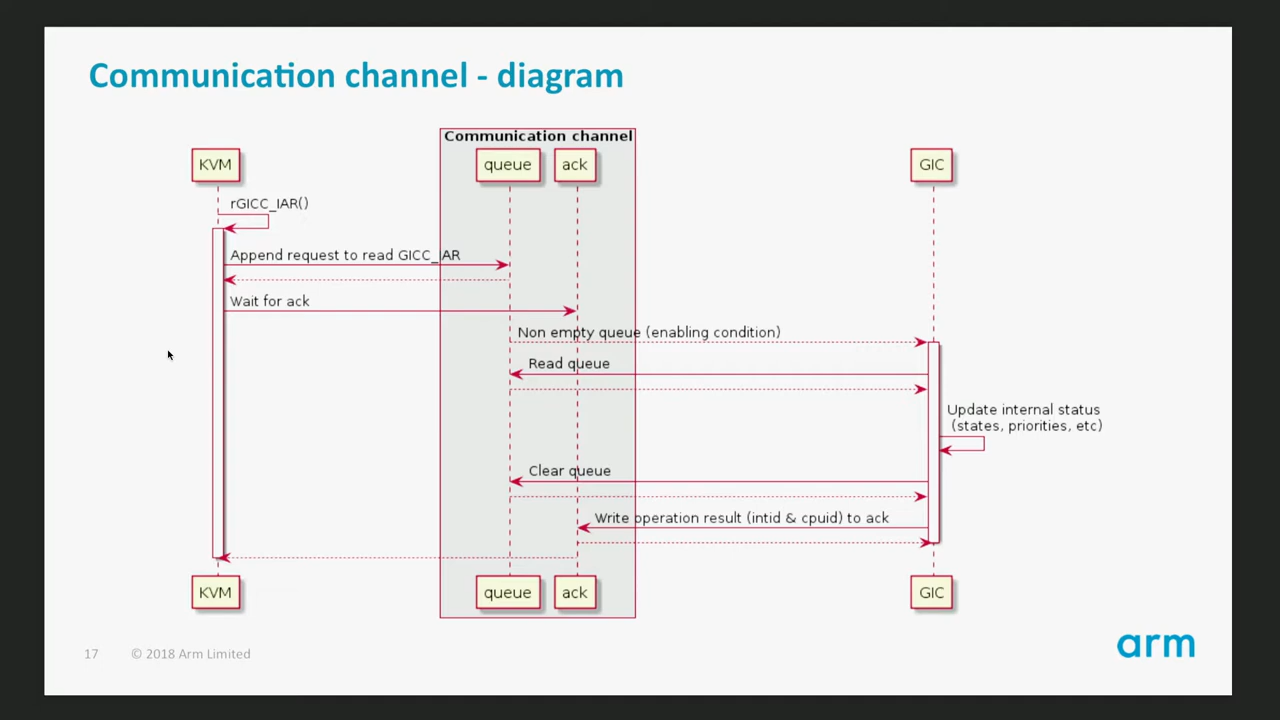 Communication channel - diagram
Communication channel
KVM
queue
ack
GIC
rGICC_IAR()
Append request to read GICC_IAR
Wait for ack
Non empty queue (enabling condition)
Read queue
Update internal status
(states, priorities, etc)
Clear queue
Write operation result (intid & cpuid) to ack
KVM
queue
ack
GIC
17
© 2018 Arm Limited
arm